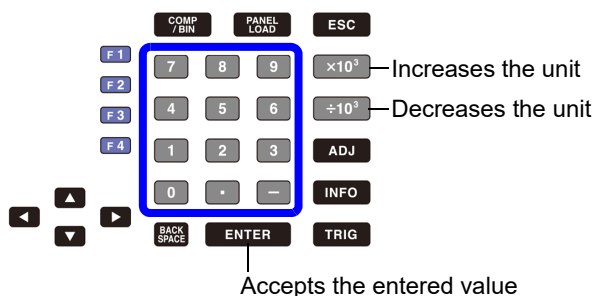 COMP
/BIN
PANEL
LOAD
ESC
F 1
7 8 9
×10³
Increases the unit
F 2
4 5 6
÷10³
Decreases the unit
F 3
F 4
1 2 3
ADJ
0 . −
INFO
BACK
SPACE
ENTER
TRIG
Accepts the entered value